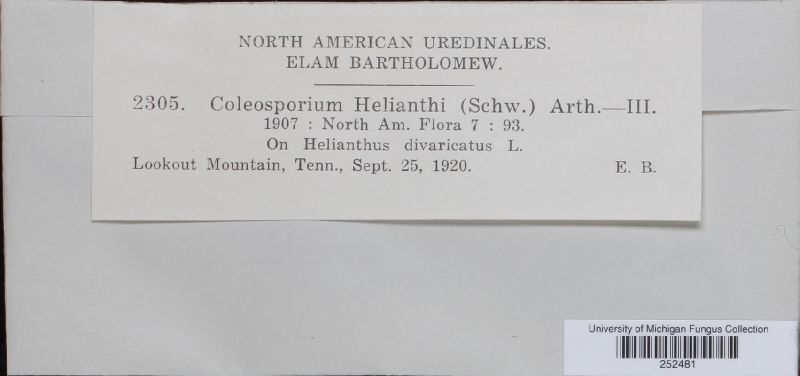 NORTH AMERICAN UREDINALES.
ELAM BARTHOLOMEW.
2305. Coleosporium Helianthi (Schw.) Arth.—III.
1907 : North Am. Flora 7 : 93.
On Helianthus divaricatus L.
Lookout Mountain, Tenn., Sept. 25, 1920. E. B.
University of Michigan Fungus Collection
252481